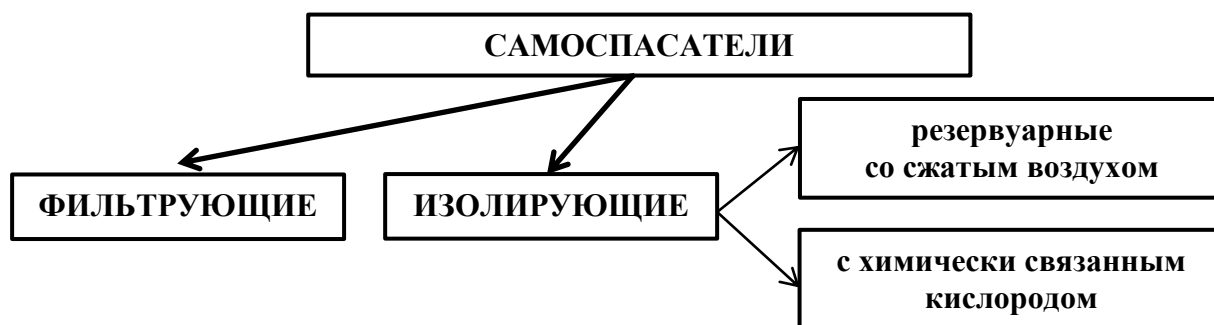 САМОСПАСАТЕЛИ
резервуарные
со сжатым воздухом
ФИЛЬТРУЮЩИЕ
ИЗОЛИРУЮЩИЕ
с химически связанным
кислородом